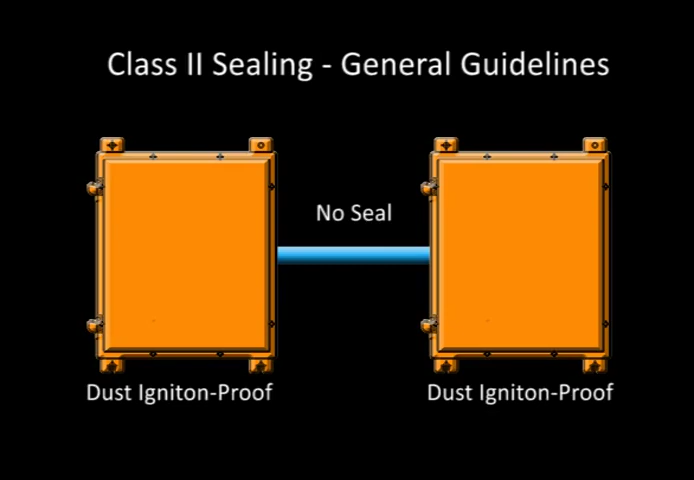 Class II Sealing - General Guidelines
No Seal
Dust Igniton-Proof
Dust Igniton-Proof